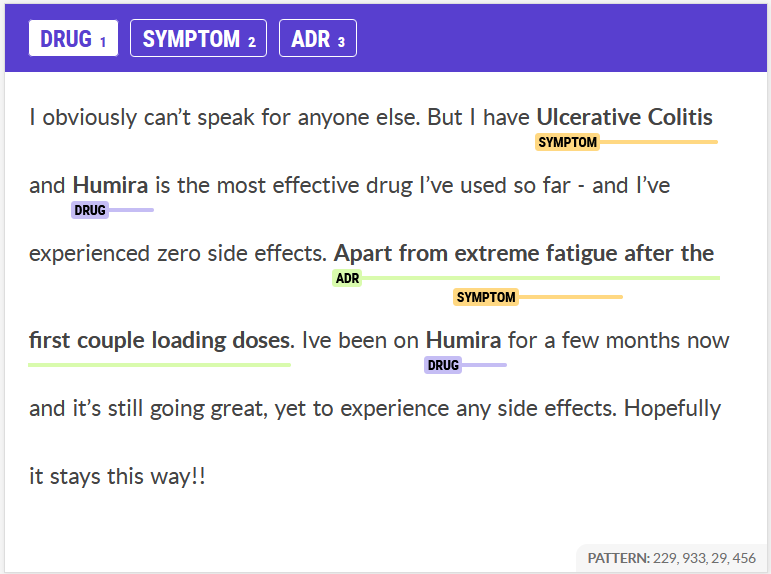 DRUG 1 SYMPTOM 2 ADR 3
I obviously can’t speak for anyone else. But I have Ulcerative Colitis
SYMPTOM
and Humira is the most effective drug I’ve used so far - and I’ve
DRUG
experienced zero side effects. Apart from extreme fatigue after the
ADR
SYMPTOM
first couple loading doses. Ive been on Humira for a few months now
DRUG
and it’s still going great, yet to experience any side effects. Hopefully
it stays this way!!
PATTERN: 229, 933, 29, 456